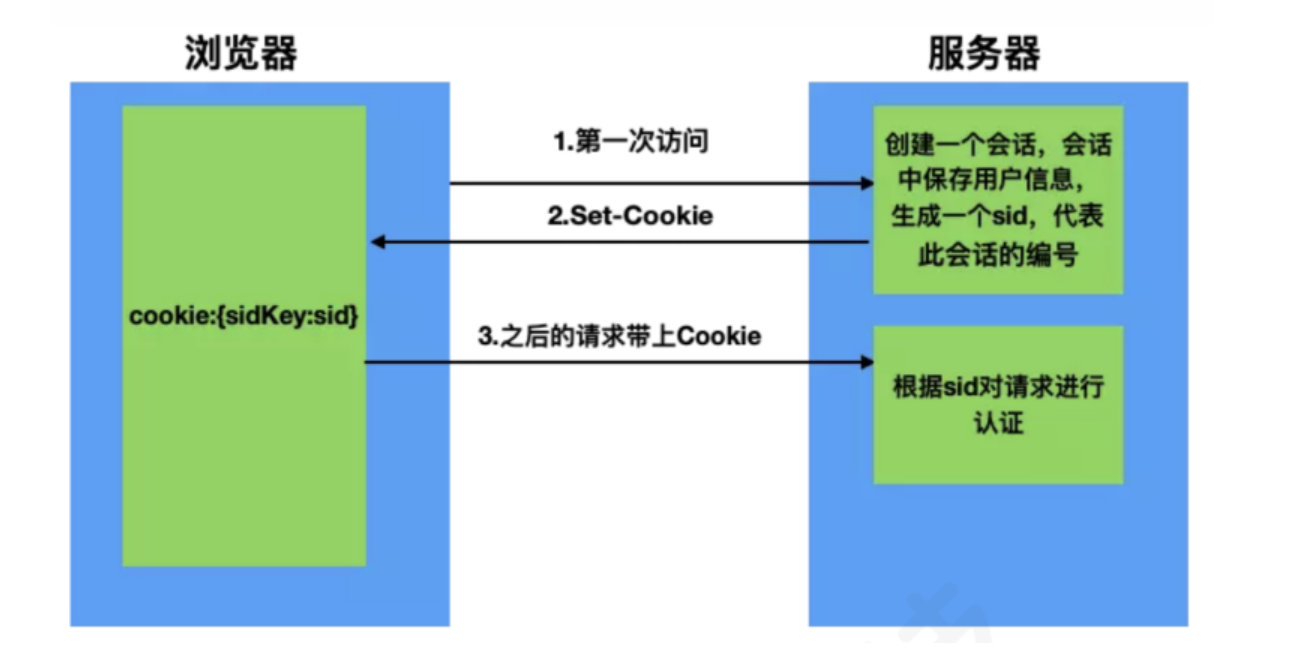 浏览器
服务器
1.第一次访问
创建一个会话，会话
中保存用户信息，
生成一个sid，代表
此会话的编号
2.Set-Cookie
cookie:{sidKey:sid}
3.之后的请求带上Cookie
根据sid对请求进行
认证